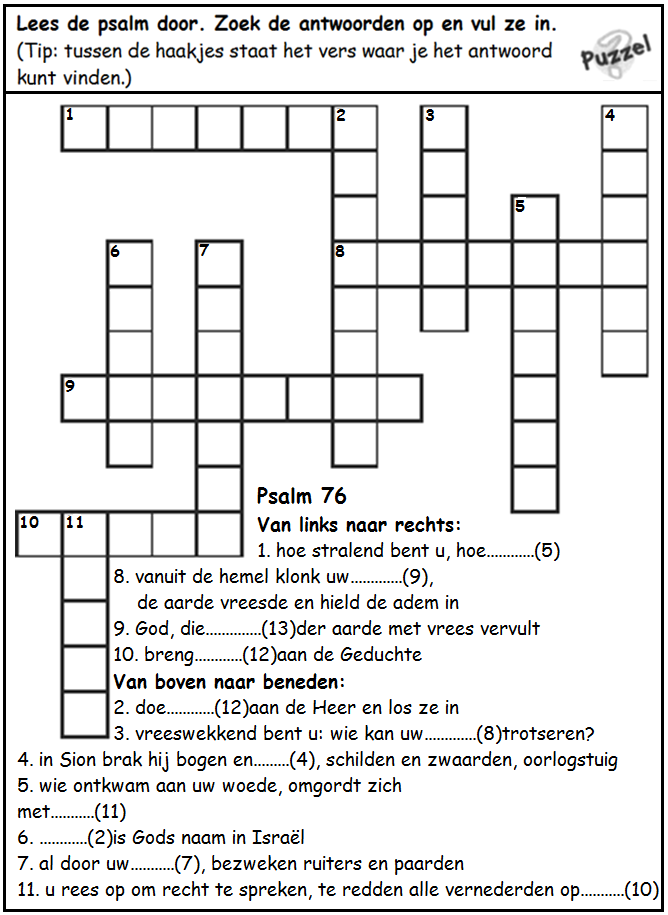 Lees de psalm door. Zoek de antwoorden op en vul ze in.
(Tip: tussen de haakjes staat het vers waar je het antwoord
kunt vinden.)
Puzzel
1 2 3 4
5
6 7 8
9
10 11
Psalm 76
Van links naar rechts:
1. hoe stralend bent u, hoe............(5)
8. vanuit de hemel klonk uw.............(9),
de aarde vreesde en hield de adem in
9. God, die..............(13)der aarde met vrees vervult
10. breng............(12)aan de Geduchte
Van boven naar beneden:
2. doe............(12)aan de Heer en los ze in
3. vreeswekkend bent u: wie kan uw.............(8)trotseren?
4. in Sion brak hij bogen en.........(4), schilden en zwaarden, oorlogstuig
5. wie ontkwam aan uw woede, omgordt zich
met...........(11)
6. ............(2)is Gods naam in Israël
7. al door uw...........(7), bezweken ruiters en paarden
11. u rees op om recht te spreken, te redden alle vernederden op...........(10)